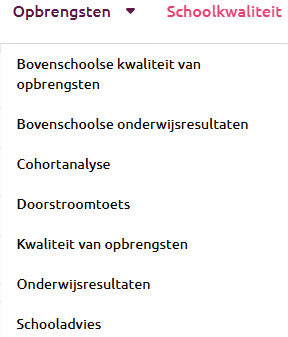 Opbrengsten Schoolkwaliteit
Bovenschoolse kwaliteit van
opbrengsten
Bovenschoolse onderwijsresultaten
Cohortanalyse
Doorstroomtoets
Kwaliteit van opbrengsten
Onderwijsresultaten
Schooladvies